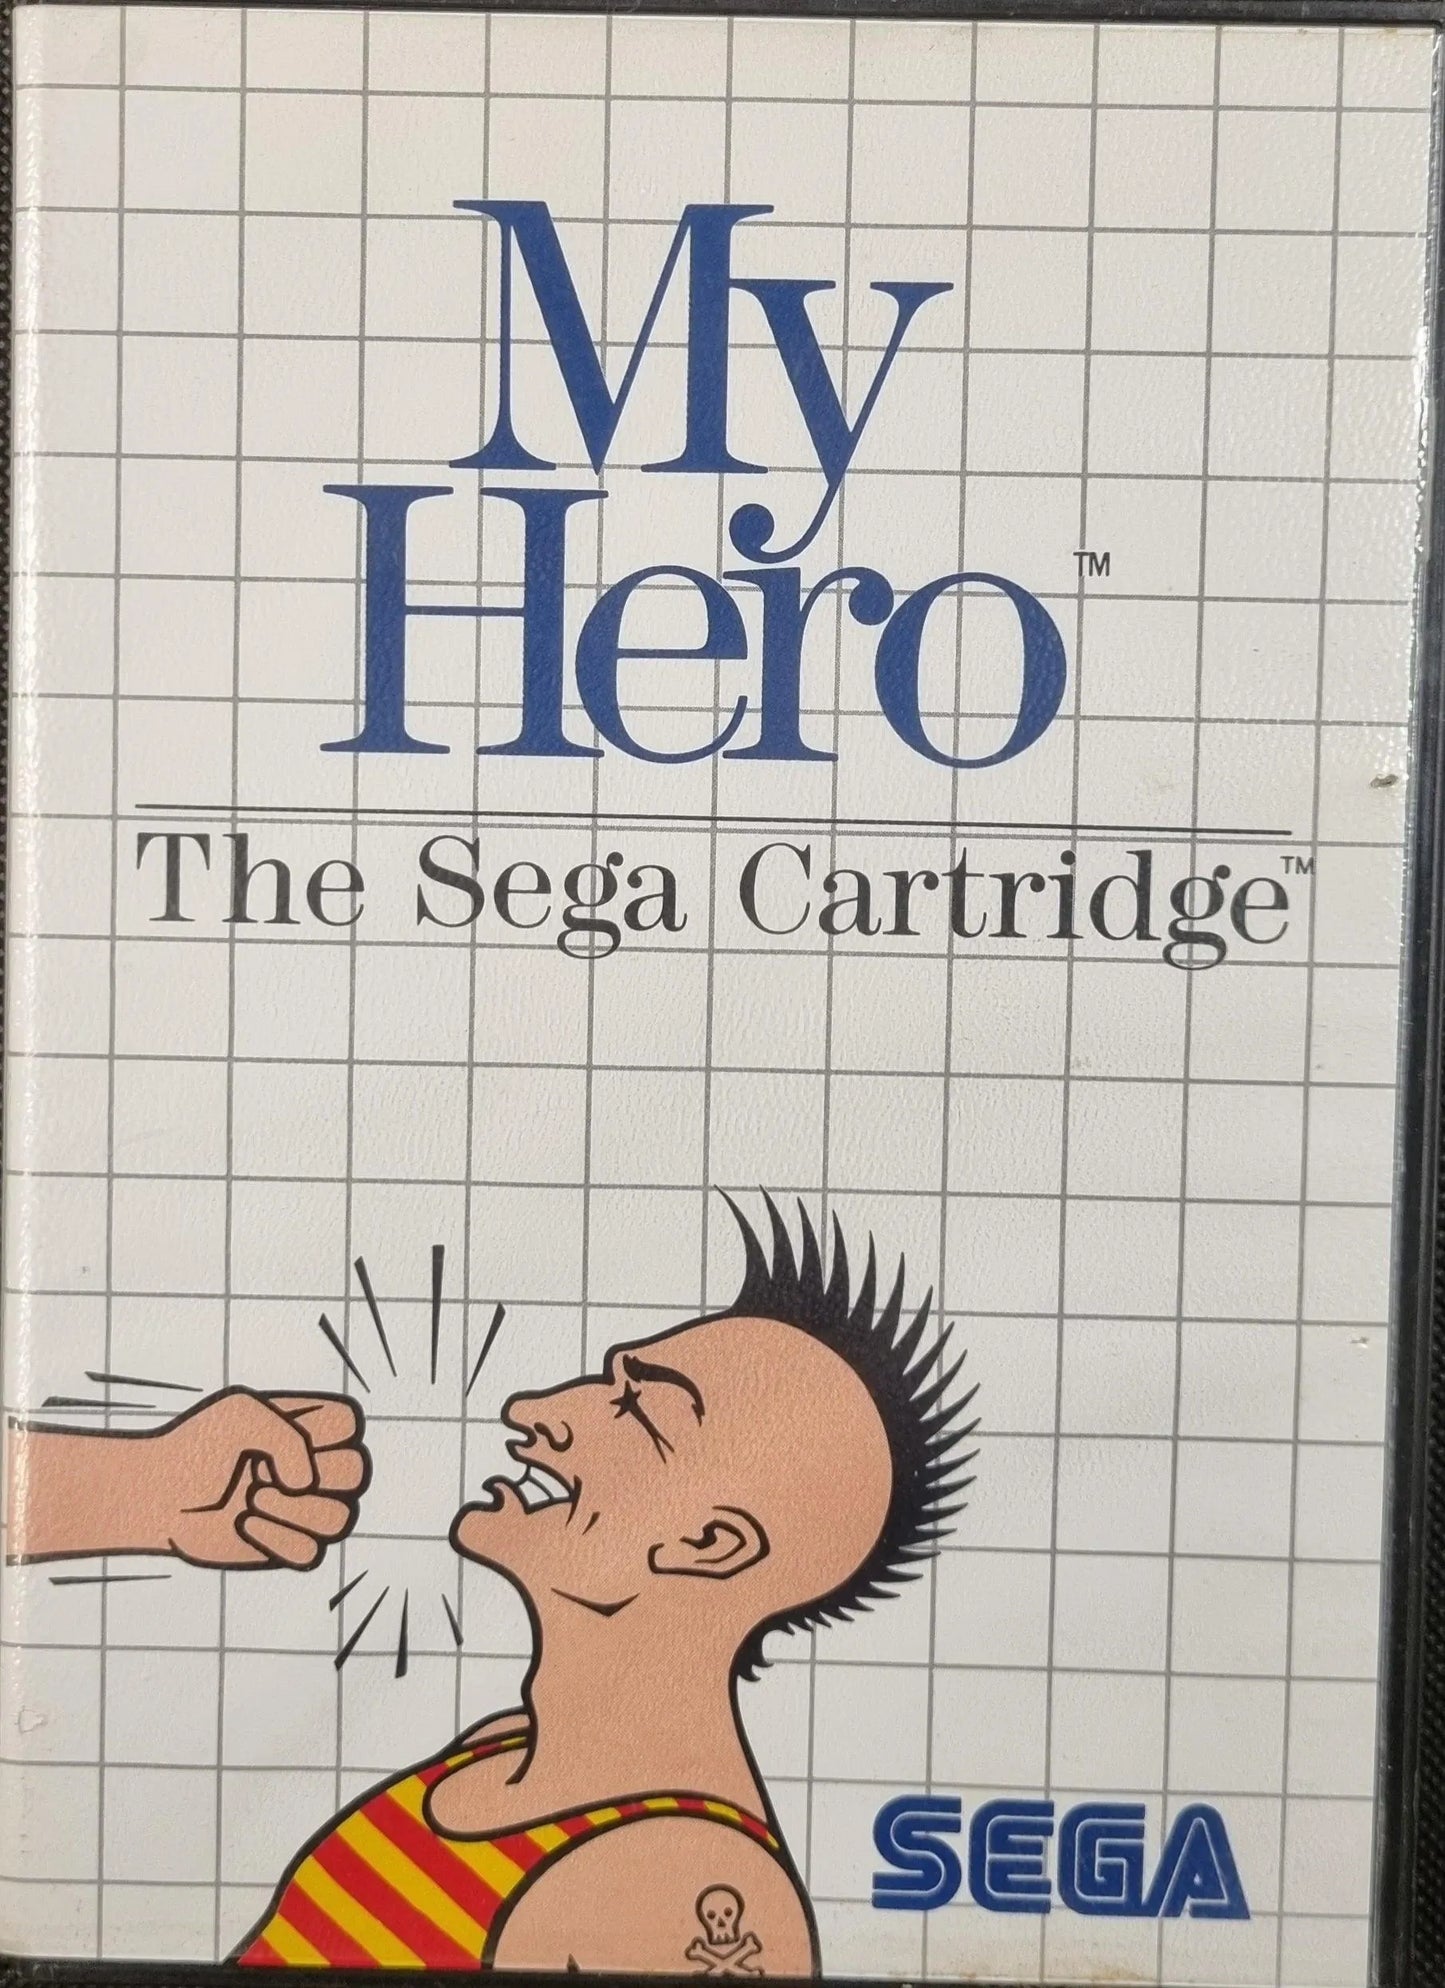 My
Hero™
The Sega Cartridge™
SEGA